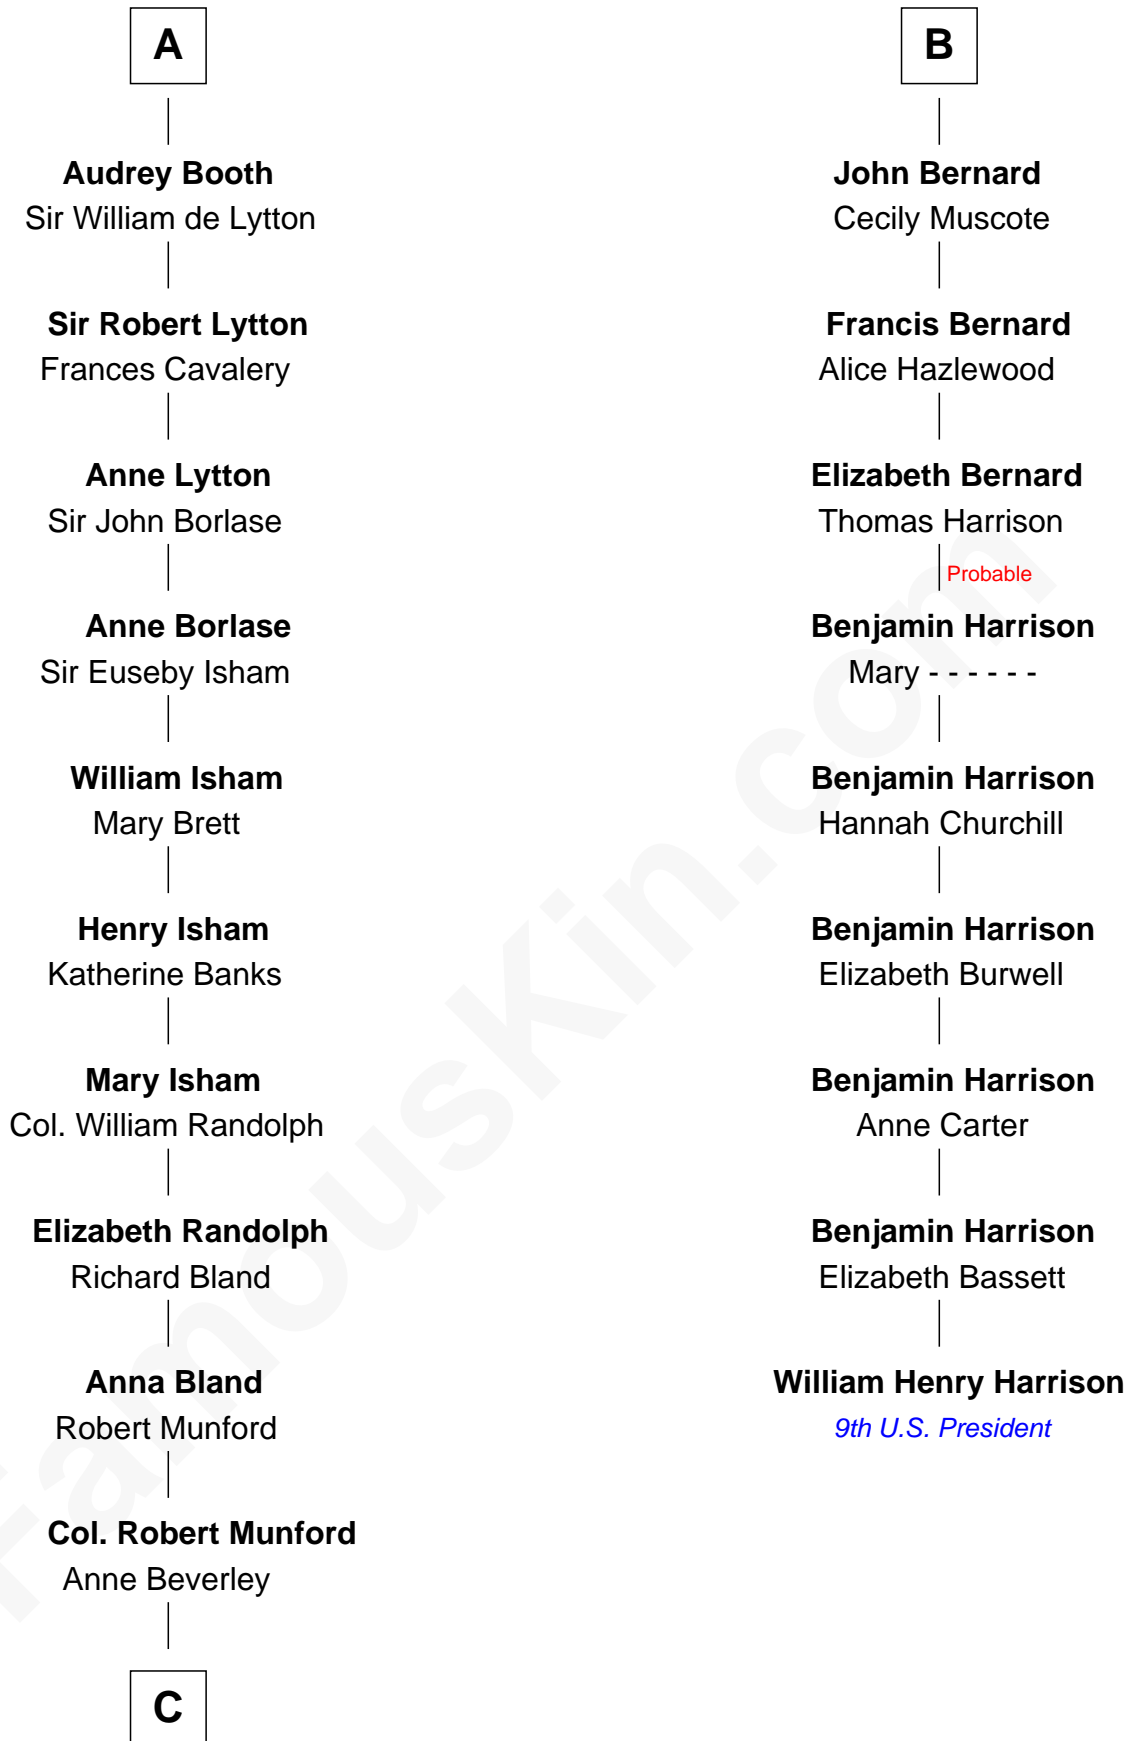 A
Audrey Booth
Sir William de Lytton
Sir Robert Lytton
Frances Cavalery
Anne Lytton
Sir John Borlase
Anne Borlase
Sir Euseby Isham
William Isham
Mary Brett
Henry Isham
Katherine Banks
Mary Isham
Col. William Randolph
Elizabeth Randolph
Richard Bland
Anna Bland
Robert Munford
Col. Robert Munford
Anne Beverley
C
B
John Bernard
Cecily Muscote
Francis Bernard
Alice Hazlewood
Elizabeth Bernard
Thomas Harrison
Probable
Benjamin Harrison
Mary - - - - - -
Benjamin Harrison
Hannah Churchill
Benjamin Harrison
Elizabeth Burwell
Benjamin Harrison
Anne Carter
Benjamin Harrison
Elizabeth Bassett
William Henry Harrison
9th U.S. President
FamousKin.com